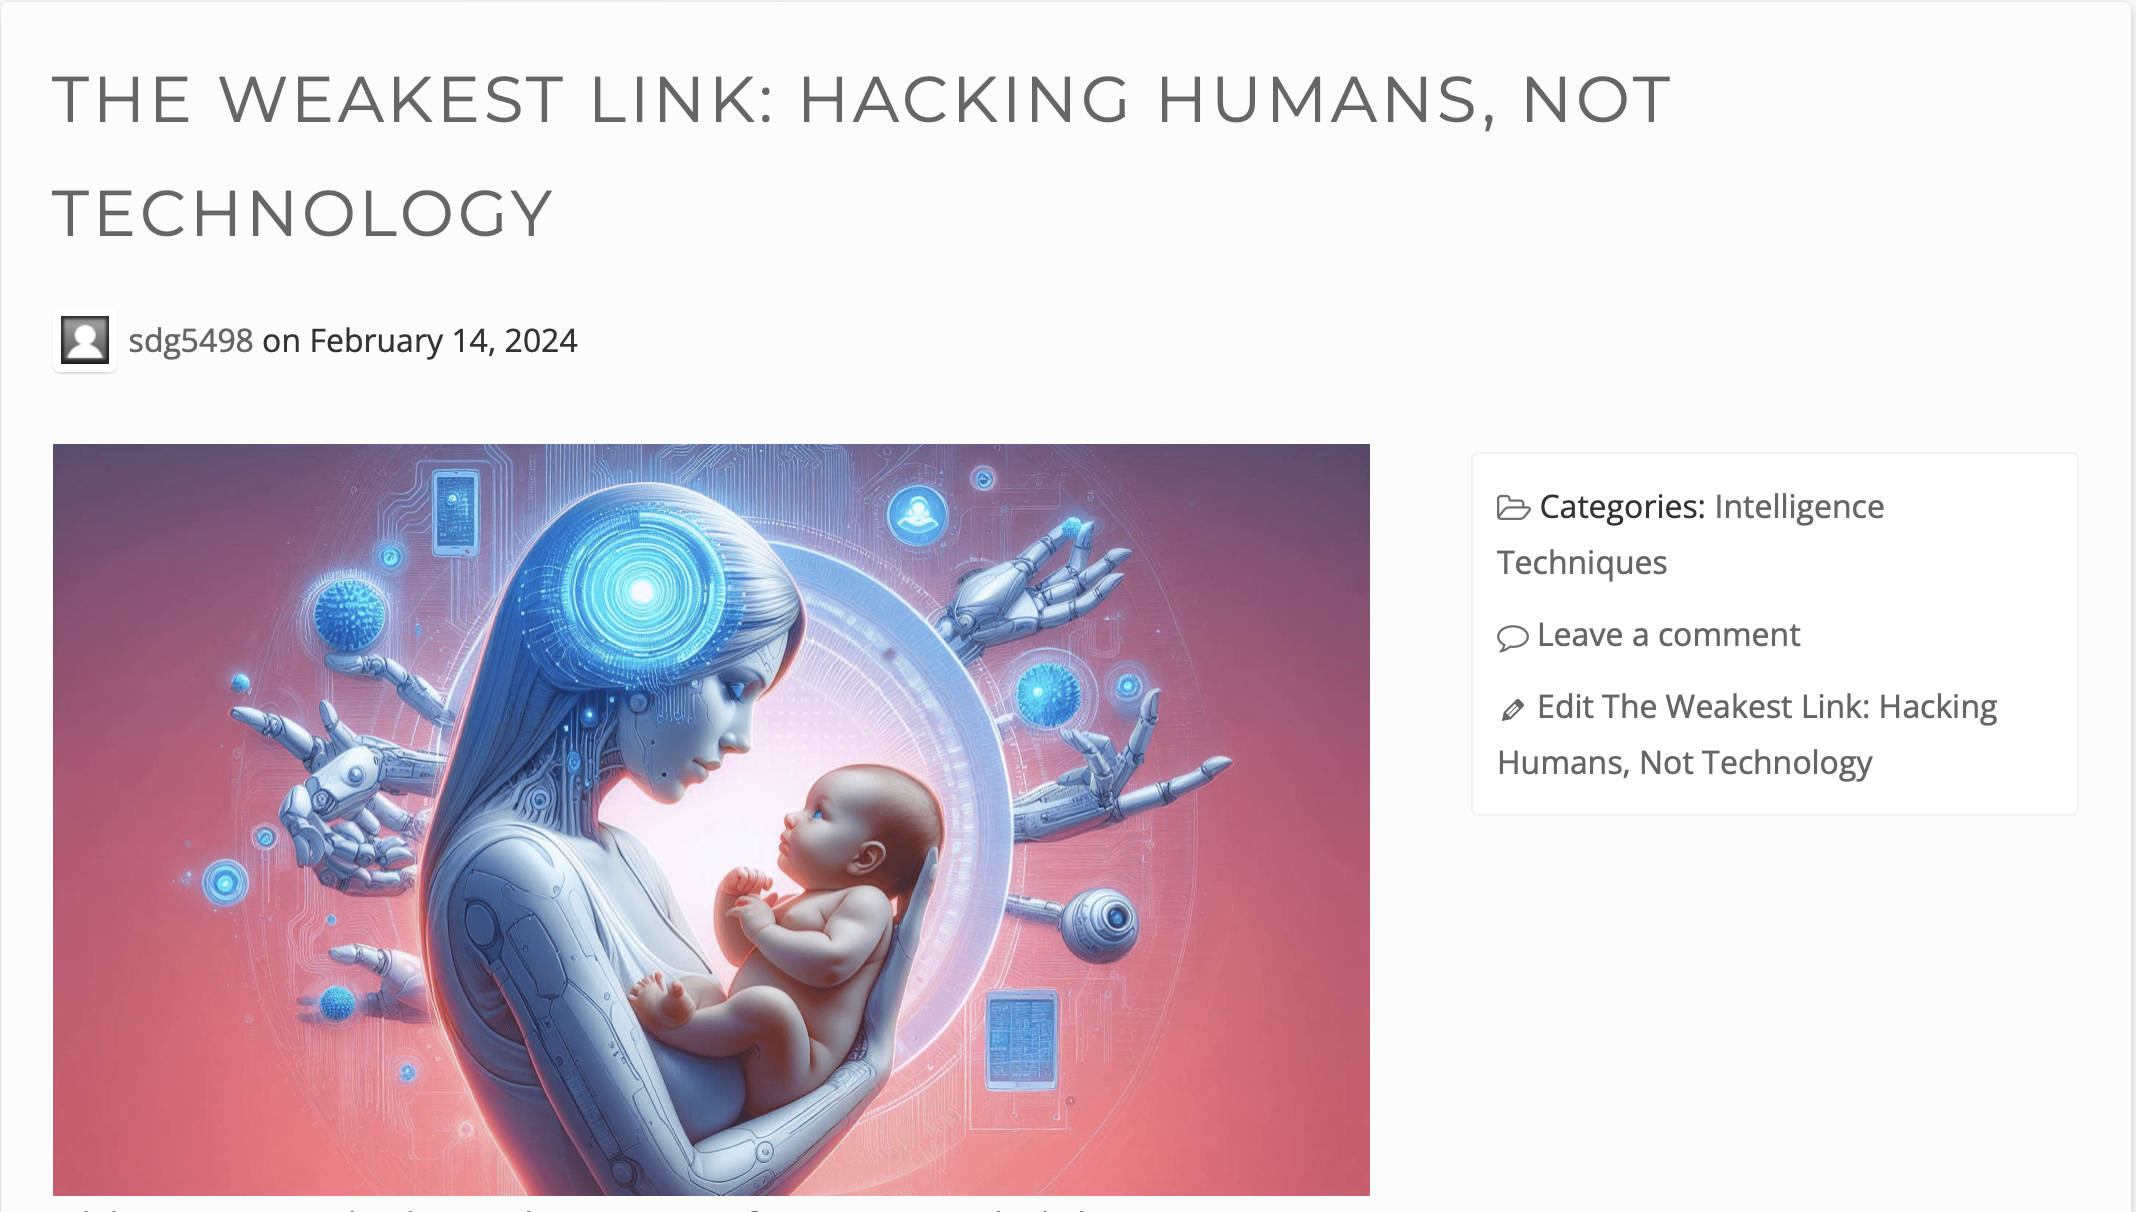 THE WEAKEST LINK: HACKING HUMANS, NOT
TECHNOLOGY
sdg5498 on February 14, 2024
Categories: Intelligence
Techniques
Leave a comment
Edit The Weakest Link: Hacking
Humans, Not Technology